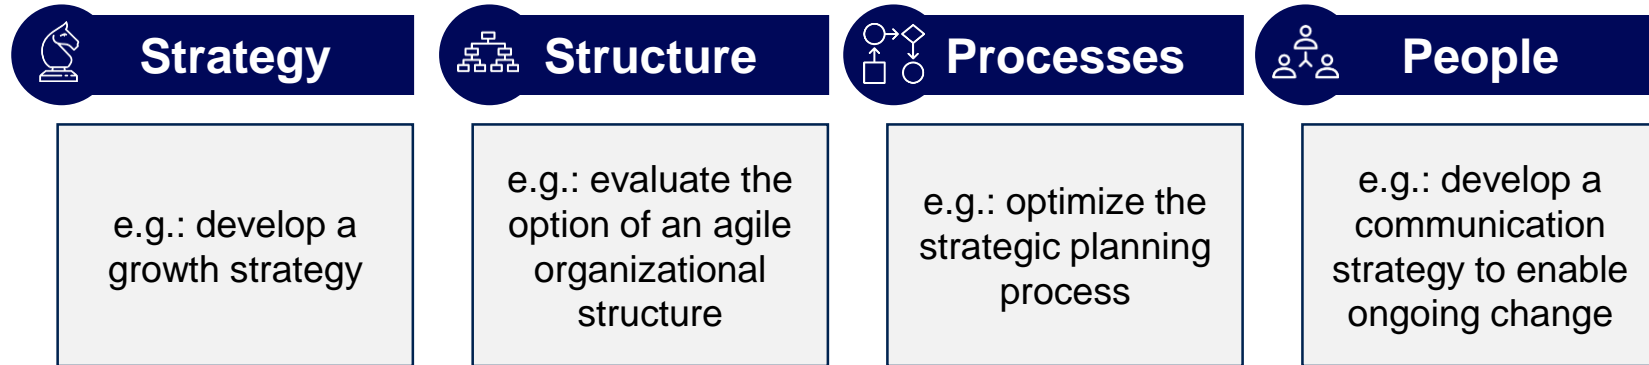 Strategy
e.g.: develop a
growth strategy
Structure
e.g.: evaluate the
option of an agile
organizational
structure
Processes
e.g.: optimize the
strategic planning
process
People
e.g.: develop a
communication
strategy to enable
ongoing change